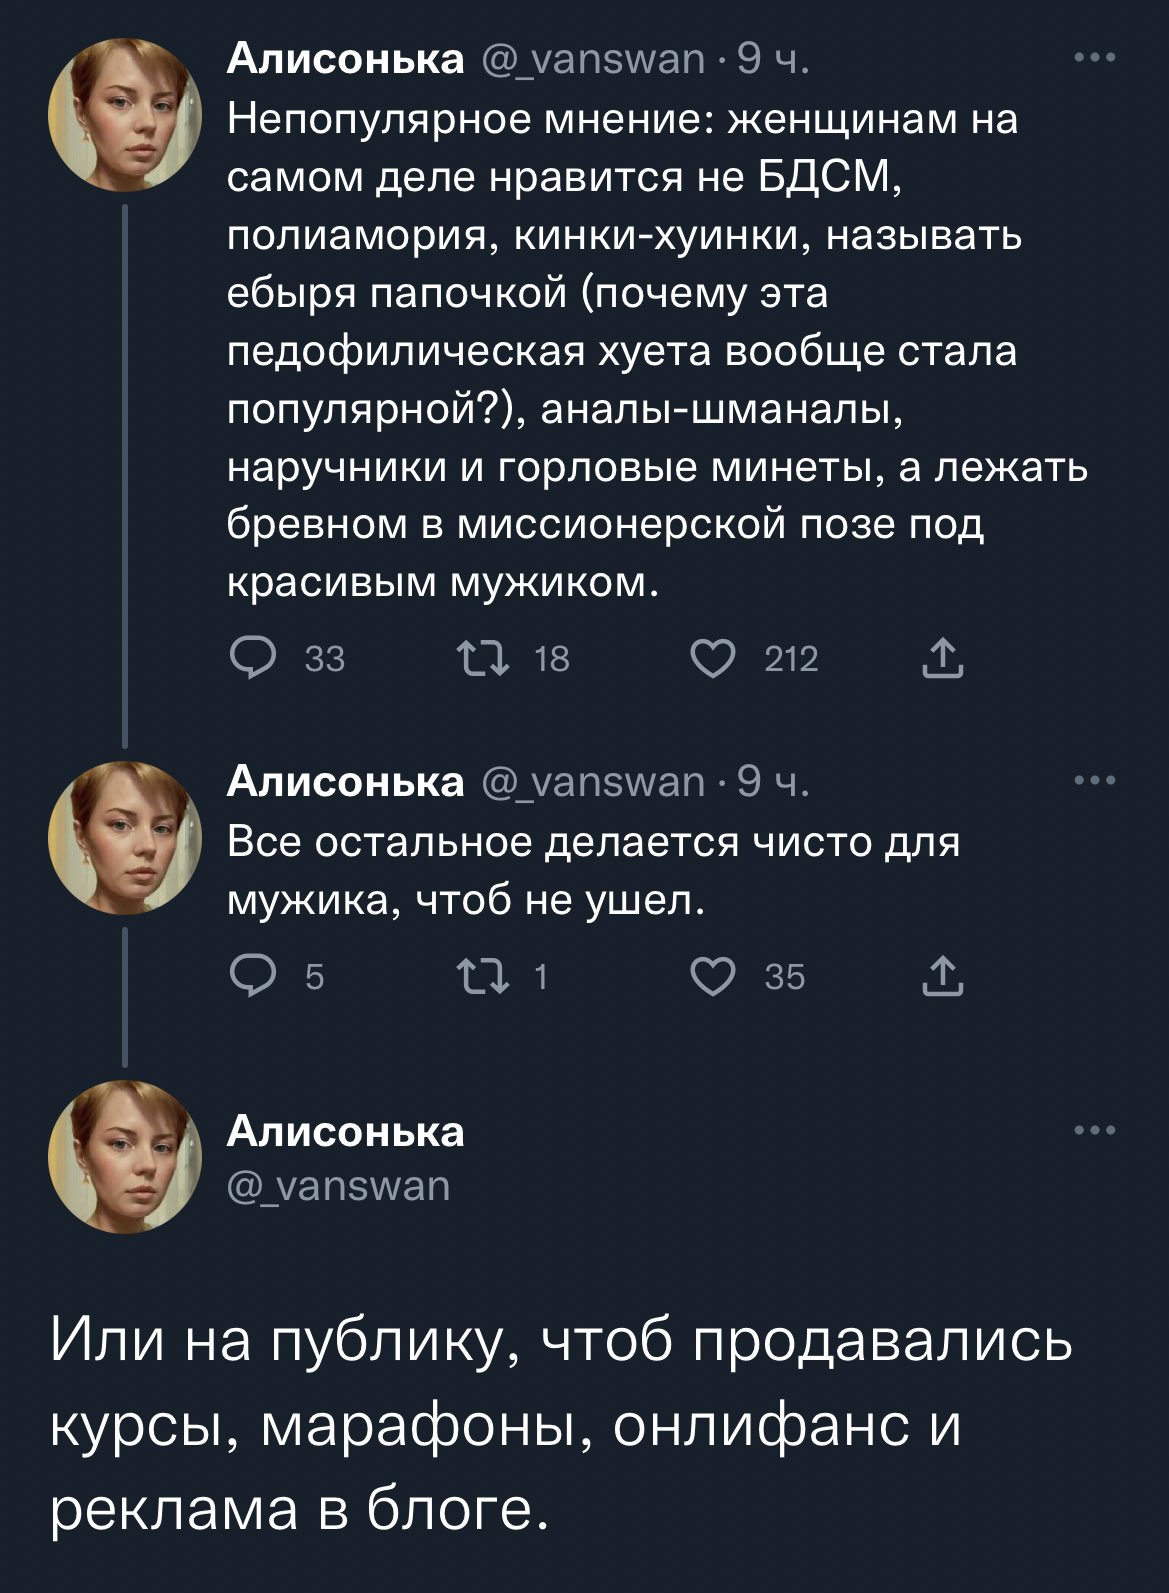 Алисонька @_vanswan · 9 ч.
Непопулярное мнение: женщинам на
самом деле нравится не БДСМ,
полиамория, кинки-хуинки, называть
ебыря папочкой (почему эта
педофилическая хуета вообще стала
популярной?), аналы-шманалы,
наручники и горловые минеты, а лежать
бревном в миссионерской позе под
красивым мужиком.
33 18 212
Алисонька @_vanswan · 9 ч.
Все остальное делается чисто для
мужика, чтоб не ушел.
5 1 35
Алисонька
@_vanswan
Или на публику, чтоб продавались
курсы, марафоны, онлифанс и
реклама в блоге.